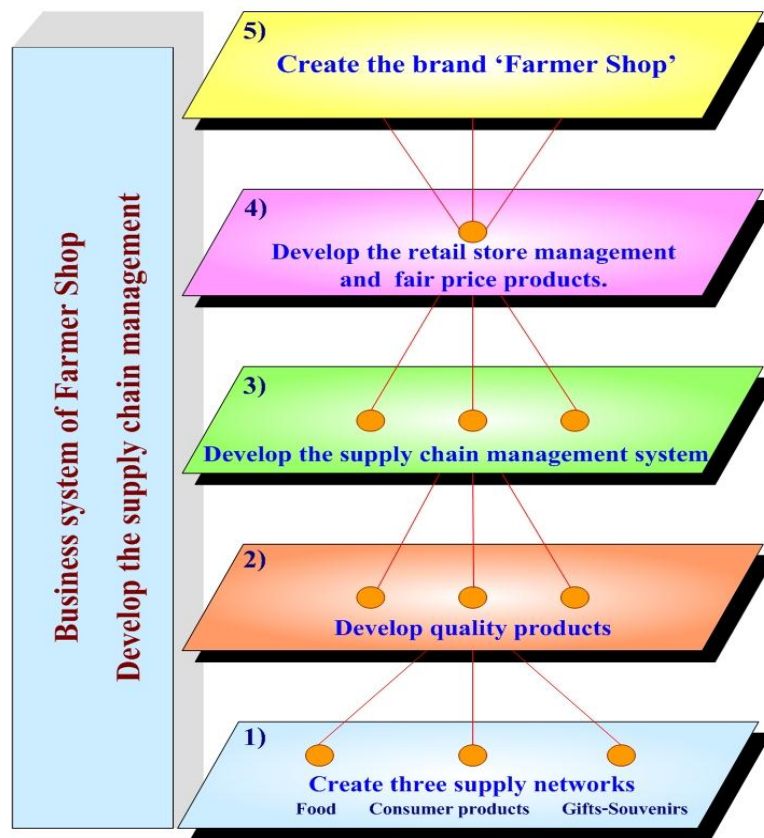 Business system of Farmer Shop
Develop the supply chain management
5)
Create the brand ‘Farmer Shop’
4)
Develop the retail store management
and fair price products.
3)
Develop the supply chain management system
2)
Develop quality products
1)
Create three supply networks
Food Consumer products Gifts-Souvenirs